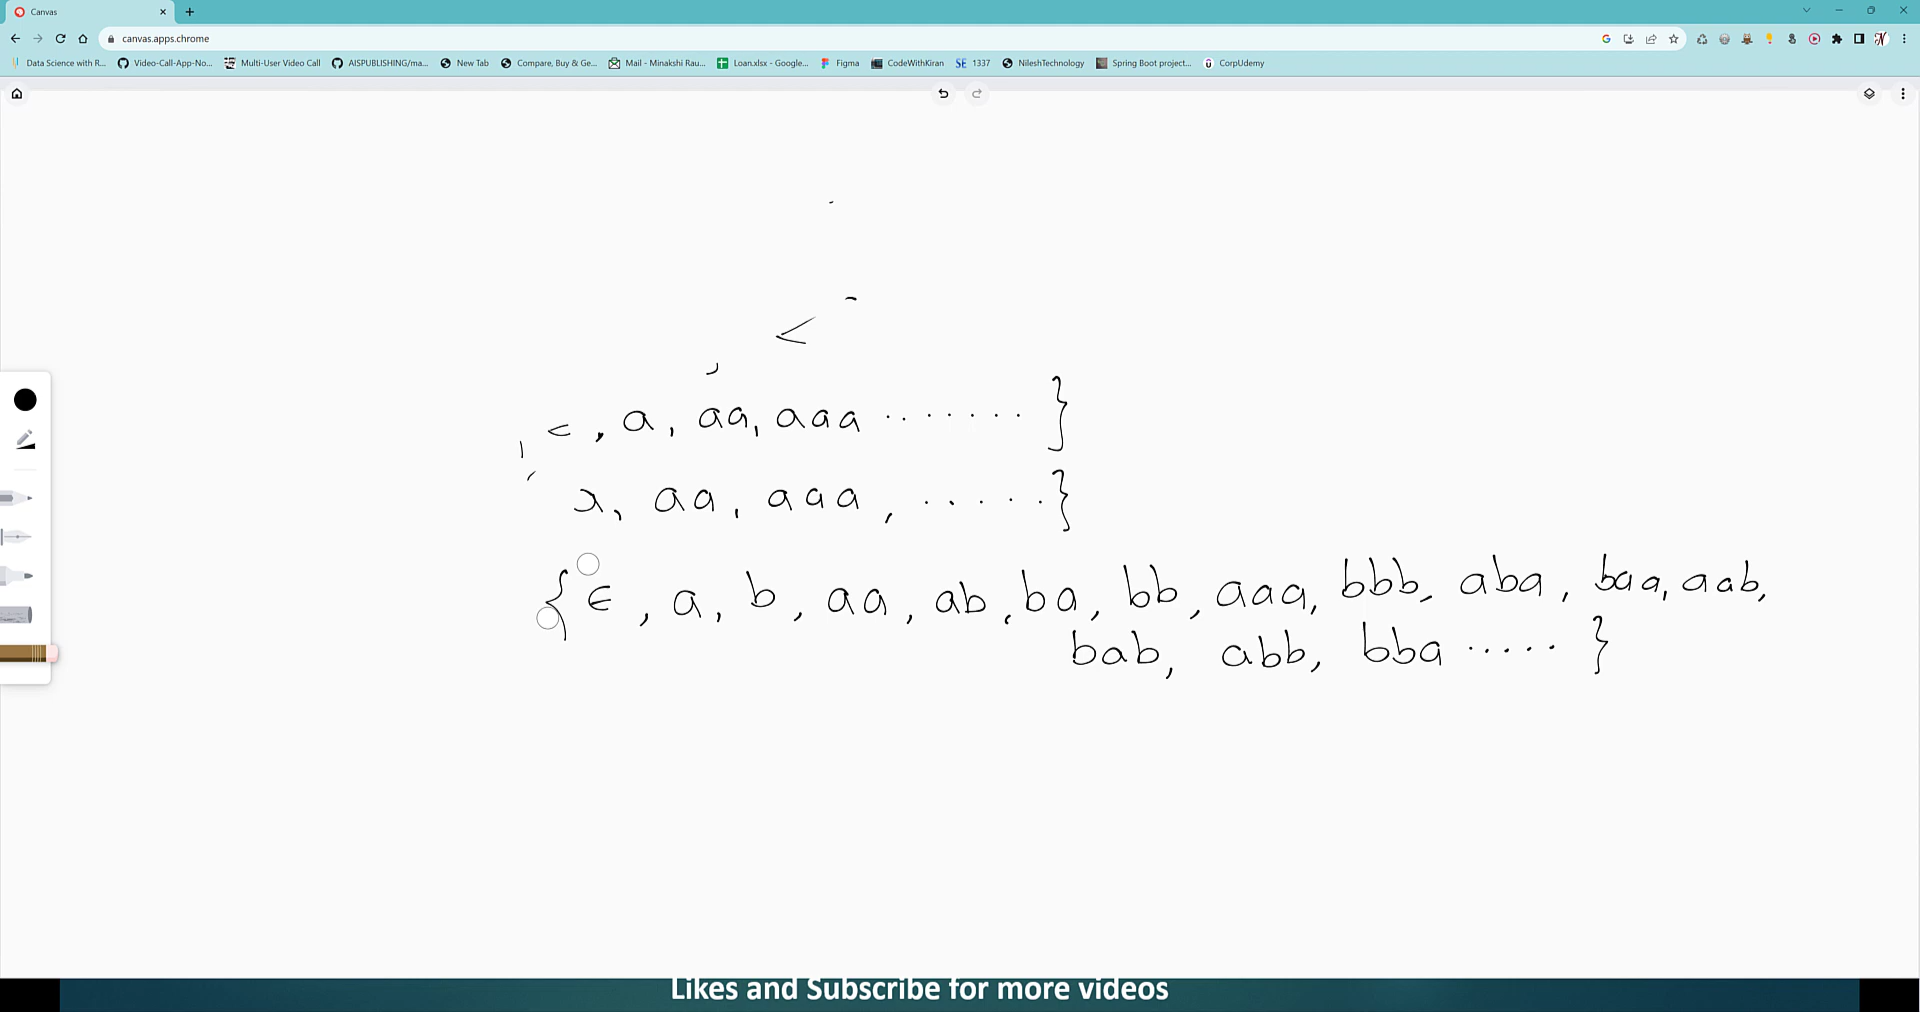 Canvas
canvas.apps.chrome
Data Science with R... Video-Call-App-No... Multi-User Video Call AISPUBLISHING/ma... New Tab Compare, Buy & Ge... Mail - Minakshi Rau... Loan.xlsx - Google... Figma CodeWithKiran SE 1337 NileshTechnology Spring Boot project... CorpUdemy
, a, aa, aaa ....... }
, aa, aaa, ..... }
{ ϵ, a, b, aa, ab, ba, bb, aaa, bbb, aba, baa, aab,
bab, abb, bba ..... }
Likes and Subscribe for more videos